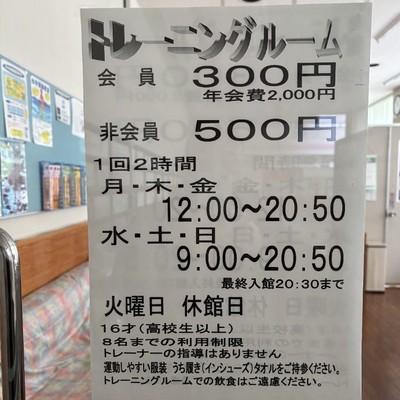 トレーニングルーム
会員 300円
年会費2,000円
非会員 500円
1回2時間
月・木・金
12:00～20:50
水・土・日
9:00～20:50
最終入館20:30まで
火曜日 休館日
16才(高校生以上)
8名までの利用制限
トレーナーの指導はありません
運動しやすい服装 うち履き(インシューズ)タオルをご持参ください。
トレーニングルームでの飲食はご遠慮ください。